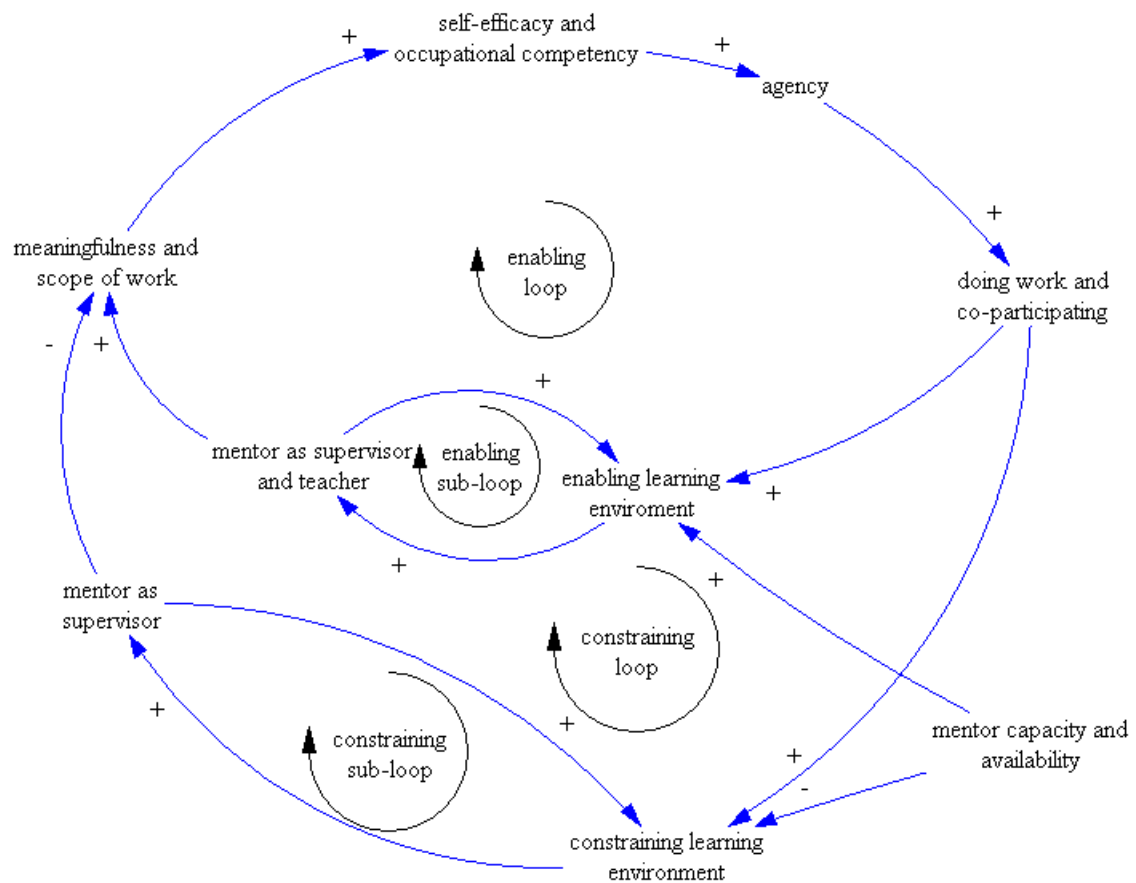 self-efficacy and
occupational competency
+
+
agency
+
meaningfulness and
scope of work
enabling
loop
doing work and
co-participating
-
+
+
mentor as supervisor
and teacher
enabling
sub-loop
enabling learning
enviroment
+
+
+
mentor as
supervisor
constraining
loop
+
+
constraining
sub-loop
mentor capacity and
availability
+
-
constraining learning
environment